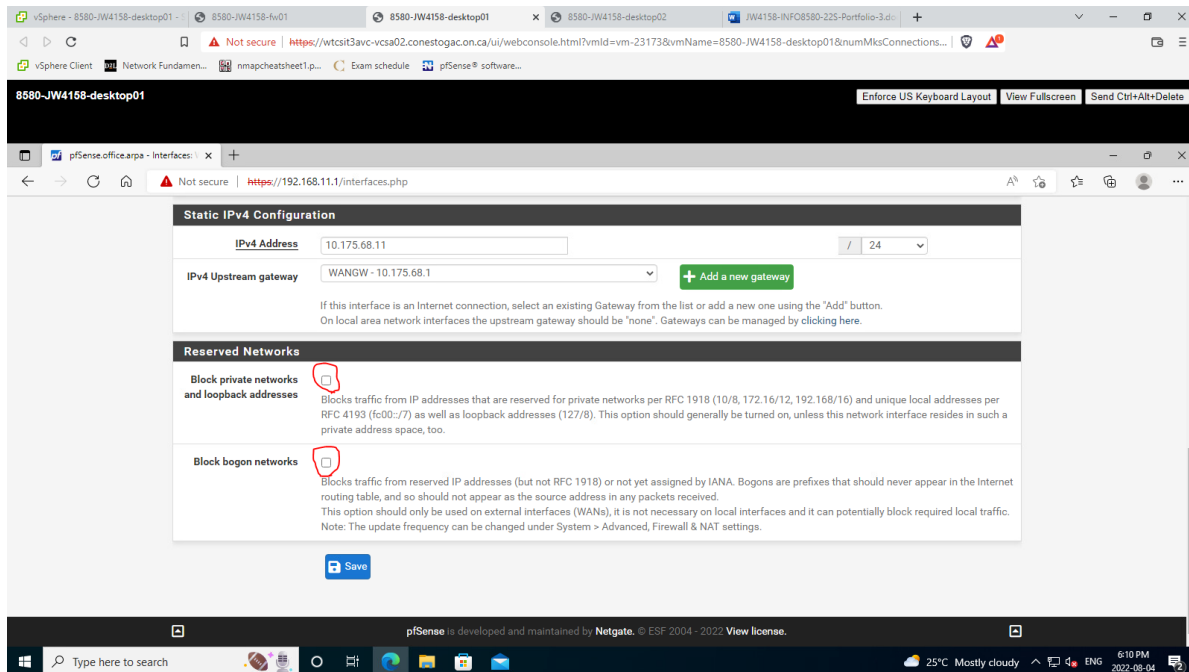 vSphere - 8580-JW4158-desktop01 -
8580-JW4158-fw01
8580-JW4158-desktop01
8580-JW4158-desktop02
JW4158-INFO8580-22S-Portfolio-3.do
Not secure | https://wtcsit3avc-vcsa02.conestogac.on.ca/ui/webconsole.html?vmId=vm-23173&vmName=8580-JW4158-desktop01&numMksConnections...
vSphere Client
D2L
Network Fundamen...
nmapcheatsheet1.p...
Exam schedule
pfSense® software...
8580-JW4158-desktop01
Enforce US Keyboard Layout
View Fullscreen
Send Ctrl+Alt+Delete
pfSense.office.arpa - Interfaces:
Not secure | https://192.168.11.1/interfaces.php
Static IPv4 Configuration
IPv4 Address
10.175.68.11
/ 24
IPv4 Upstream gateway
WANGW - 10.175.68.1
Add a new gateway
If this interface is an Internet connection, select an existing Gateway from the list or add a new one using the "Add" button.
On local area network interfaces the upstream gateway should be "none". Gateways can be managed by clicking here.
Reserved Networks
Block private networks
and loopback addresses
Blocks traffic from IP addresses that are reserved for private networks per RFC 1918 (10/8, 172.16/12, 192.168/16) and unique local addresses per
RFC 4193 (fc00::/7) as well as loopback addresses (127/8). This option should generally be turned on, unless this network interface resides in such a
private address space, too.
Block bogon networks
Blocks traffic from reserved IP addresses (but not RFC 1918) or not yet assigned by IANA. Bogons are prefixes that should never appear in the Internet
routing table, and so should not appear as the source address in any packets received.
This option should only be used on external interfaces (WANs), it is not necessary on local interfaces and it can potentially block required local traffic.
Note: The update frequency can be changed under System > Advanced, Firewall & NAT settings.
Save
pfSense is developed and maintained by Netgate. © ESF 2004 - 2022 View license.
Type here to search
25°C Mostly cloudy
ENG
6:10 PM
2022-08-04